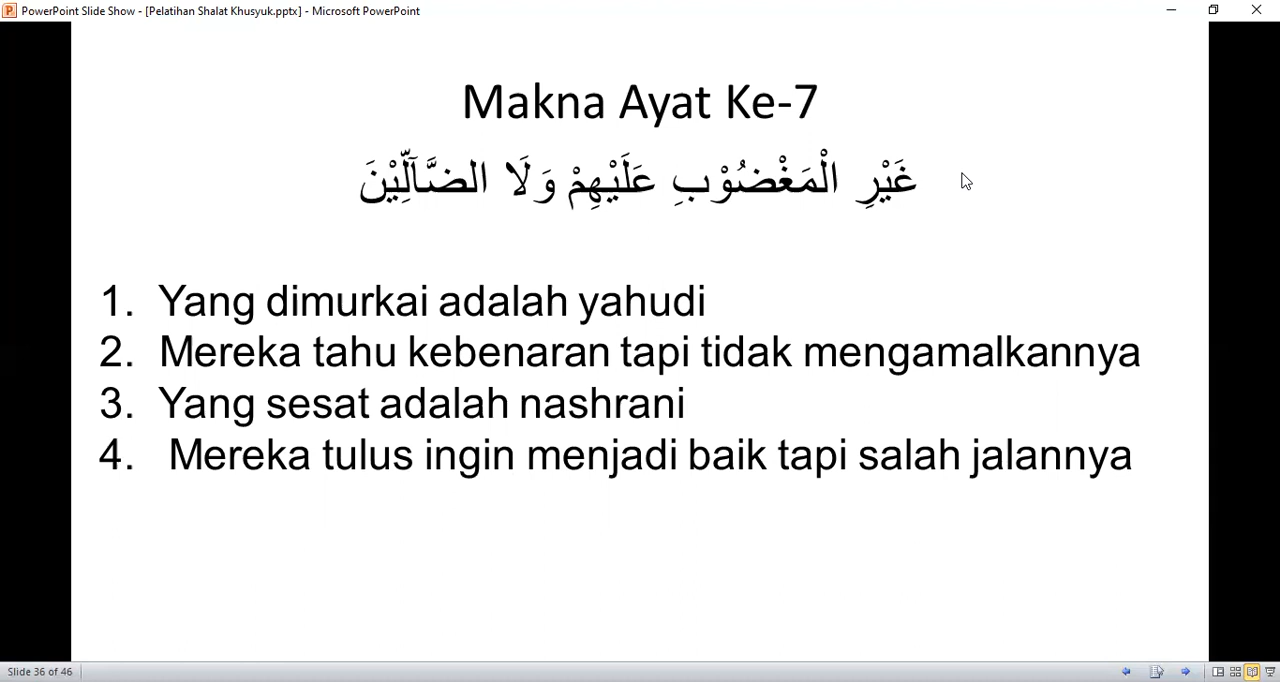 PowerPoint Slide Show - [Pelatihan Shalat Khusyuk.pptx] - Microsoft PowerPoint
Makna Ayat Ke-7
غَيْرِ الْمَغْضُوْبِ عَلَيْهِمْ وَلَا الضَّآلِّيْنَ
1. Yang dimurkai adalah yahudi
2. Mereka tahu kebenaran tapi tidak mengamalkannya
3. Yang sesat adalah nashrani
4. Mereka tulus ingin menjadi baik tapi salah jalannya
Slide 36 of 46